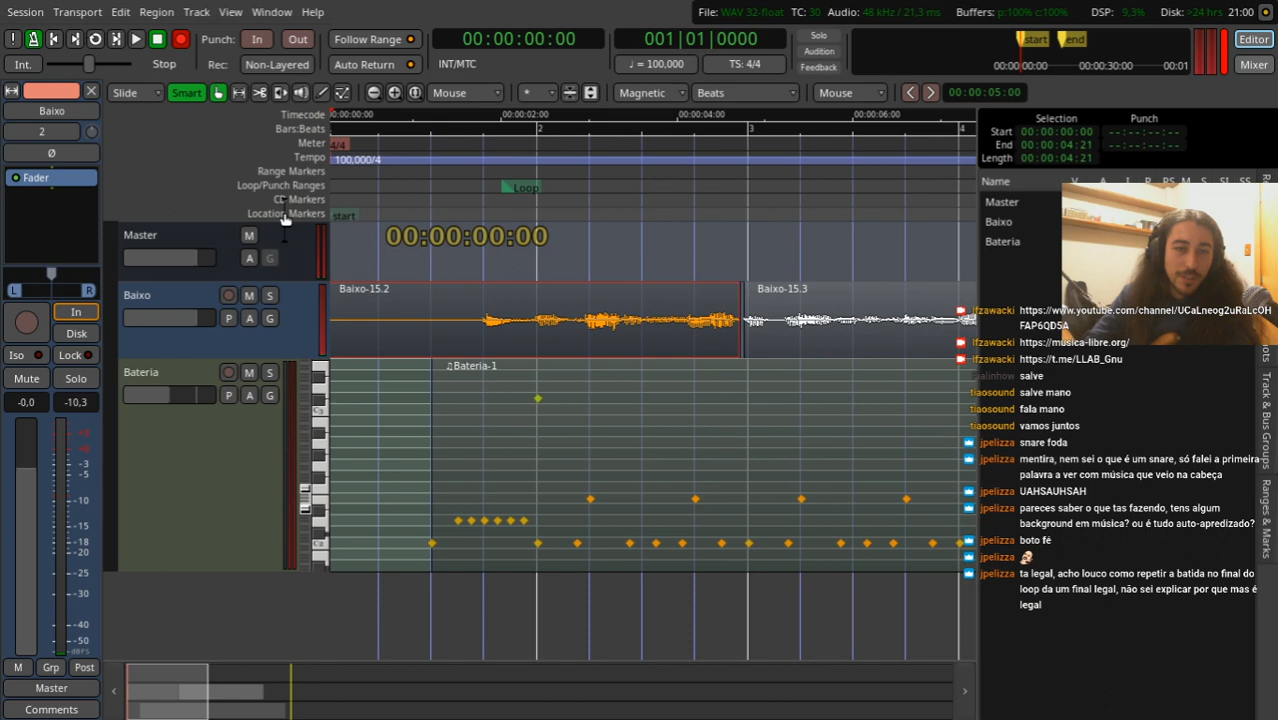 Session Transport Edit Region Track View Window Help
File: WAV 32-float TC: 30 Audio: 48 kHz / 21,3 ms Buffers: p:100% c:100% DSP: 9,3% Disk: >24 hrs 21:00
Punch: In Out Follow Range 00:00:00:00 001|01|0000 Solo Audition Feedback start end Editor
Int. Stop Rec: Non-Layered Auto Return INT/MTC ♩ = 100,000 TS: 4/4 00:00:00:00 00:00:30:00 00:01 Mixer
Slide Smart Mouse * Magnetic Beats Mouse 00:00:05:00
Baixo
2
Ø
Fader
L R
In
Disk
Iso Lock
Mute Solo
-0,0 -10,3
+3
+0
-3
-5
-10
-15
-18
-20
-30
-40
-50
dBFS
M Grp Post
Master
Comments
Timecode 00:00:02:00 00:00:04:00 00:00:06:00
Bars:Beats 2 3 4
Meter 4/4
Tempo 100,000/4
Range Markers
Loop/Punch Ranges Loop
Location Markers start
Master M
A G
00:00:00:00
Baixo M S
P A G
Baixo-15.2 Baixo-15.3
Bateria M S
P A G
♫Bateria-1
C3
C2
Selection Punch
Start 00:00:00:00 --:--:--:--
End 00:00:04:21 --:--:--:--
Length 00:00:04:21
Name V A I R M S SI SS
Master
Baixo
Bateria
Track & Bus Groups
Ranges & Marks
lfzawacki https://www.youtube.com/channel/UCaLneog2uRaLcOH
FAP6QD5A
lfzawacki https://musica-libre.org/
lfzawacki https://t.me/LLAB_Gnu
salve
tiaosound salve mano
tiaosound fala mano
tiaosound vamos juntos
jpelizza snare foda
jpelizza mentira, nem sei o que é um snare, só falei a primeira
palavra a ver com música que veio na cabeça
jpelizza UAHSAUHSAH
jpelizza pareces saber o que tas fazendo, tens algum
background em música? ou é tudo auto-apredizado?
jpelizza boto fé
jpelizza
jpelizza ta legal, acho louco como repetir a batida no final do
loop da um final legal, não sei explicar por que mas é
legal